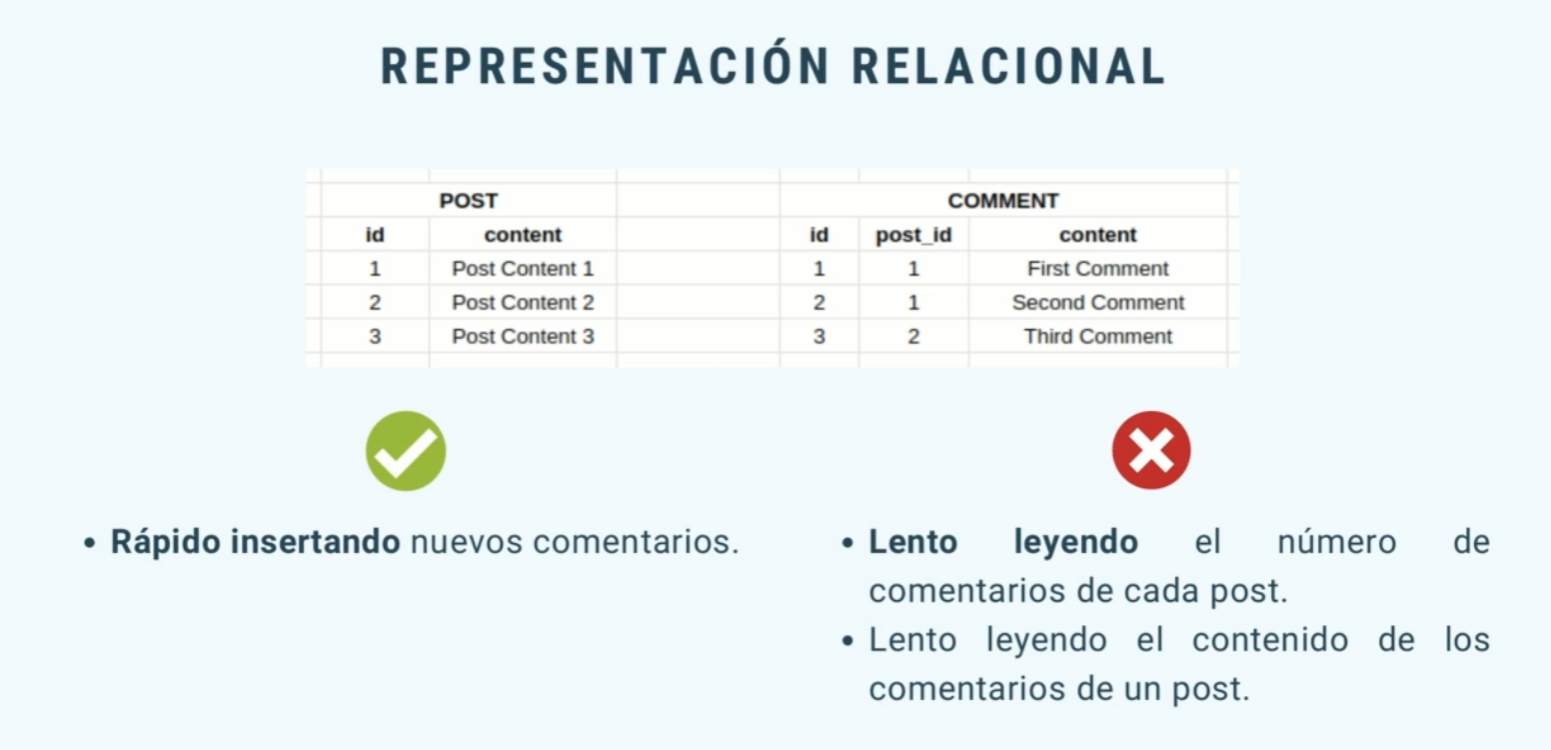 REPRESENTACIÓN RELACIONAL
POST COMMENT
id content id post_id content
1 Post Content 1 1 1 First Comment
2 Post Content 2 2 1 Second Comment
3 Post Content 3 3 2 Third Comment
• Rápido insertando nuevos comentarios.
• Lento leyendo el número de
comentarios de cada post.
• Lento leyendo el contenido de los
comentarios de un post.